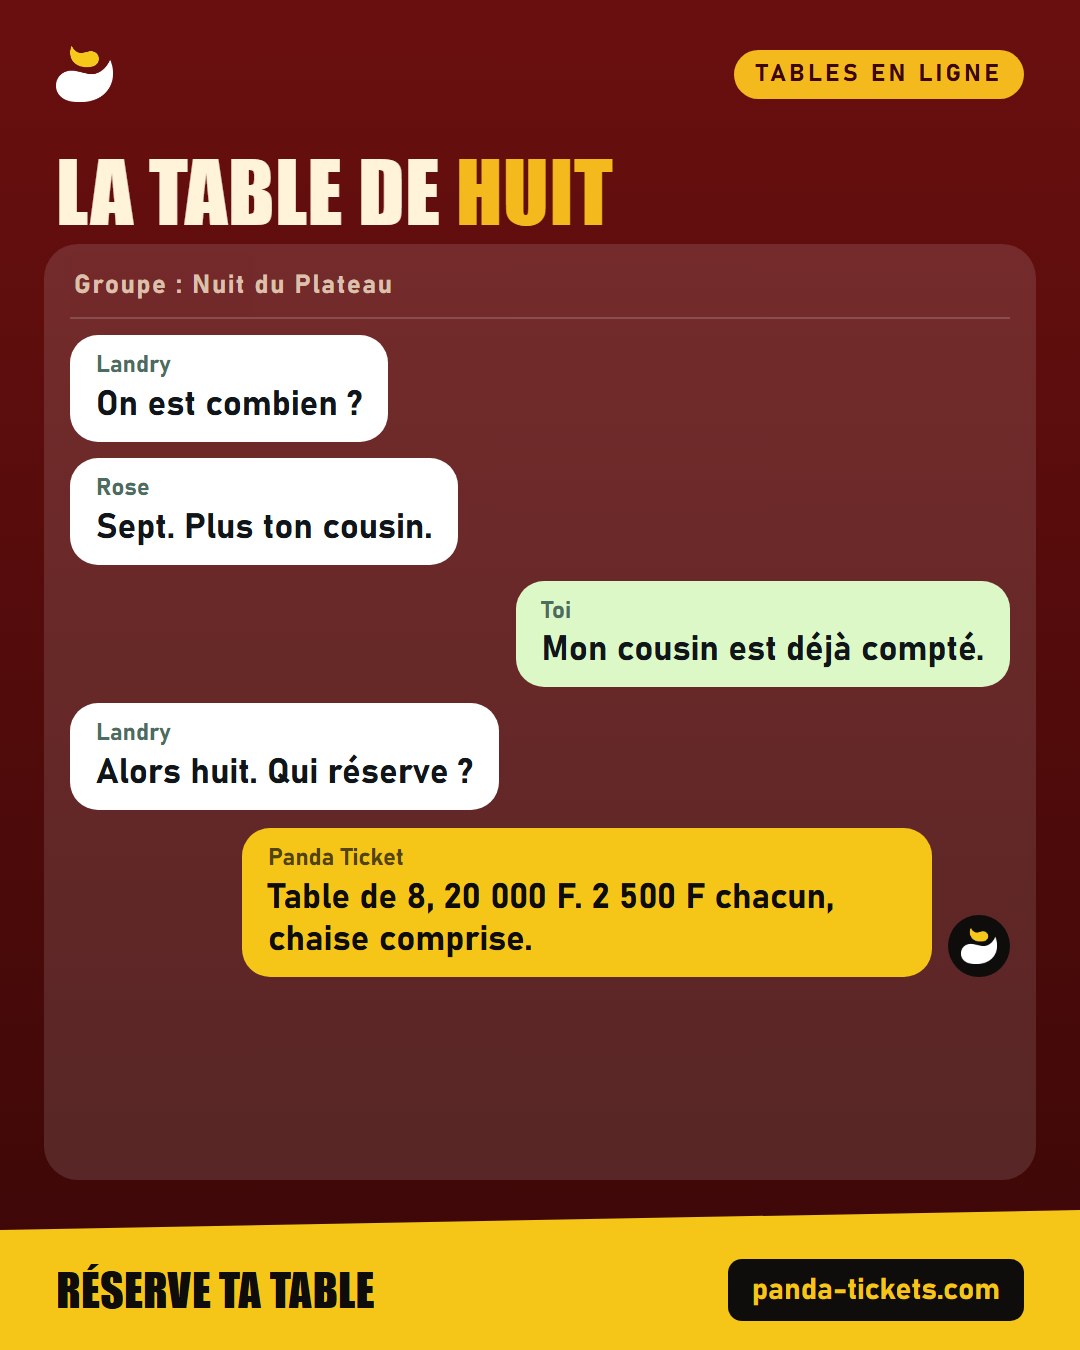 TABLES EN LIGNE
LA TABLE DE HUIT
Groupe : Nuit du Plateau
Landry
On est combien ?
Rose
Sept. Plus ton cousin.
Toi
Mon cousin est déjà compté.
Landry
Alors huit. Qui réserve ?
Panda Ticket
Table de 8, 20 000 F. 2 500 F chacun,
chaise comprise.
RÉSERVE TA TABLE
panda-tickets.com